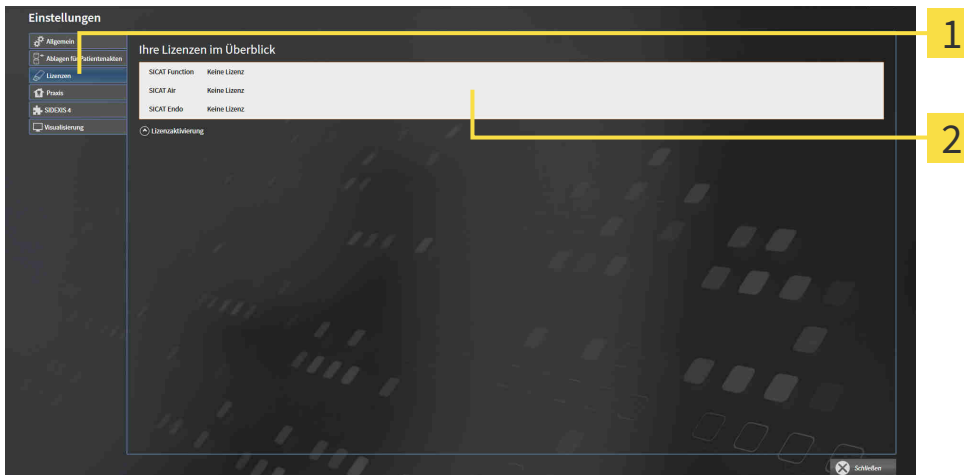 Einstellungen
Allgemein
Ablagen für Patientenakten
Lizenzen
Praxis
SIDEXIS 4
Visualisierung
Ihre Lizenzen im Überblick
SICAT Function Keine Lizenz
SICAT Air Keine Lizenz
SICAT Endo Keine Lizenz
Lizenzaktivierung
Schließen
1
2